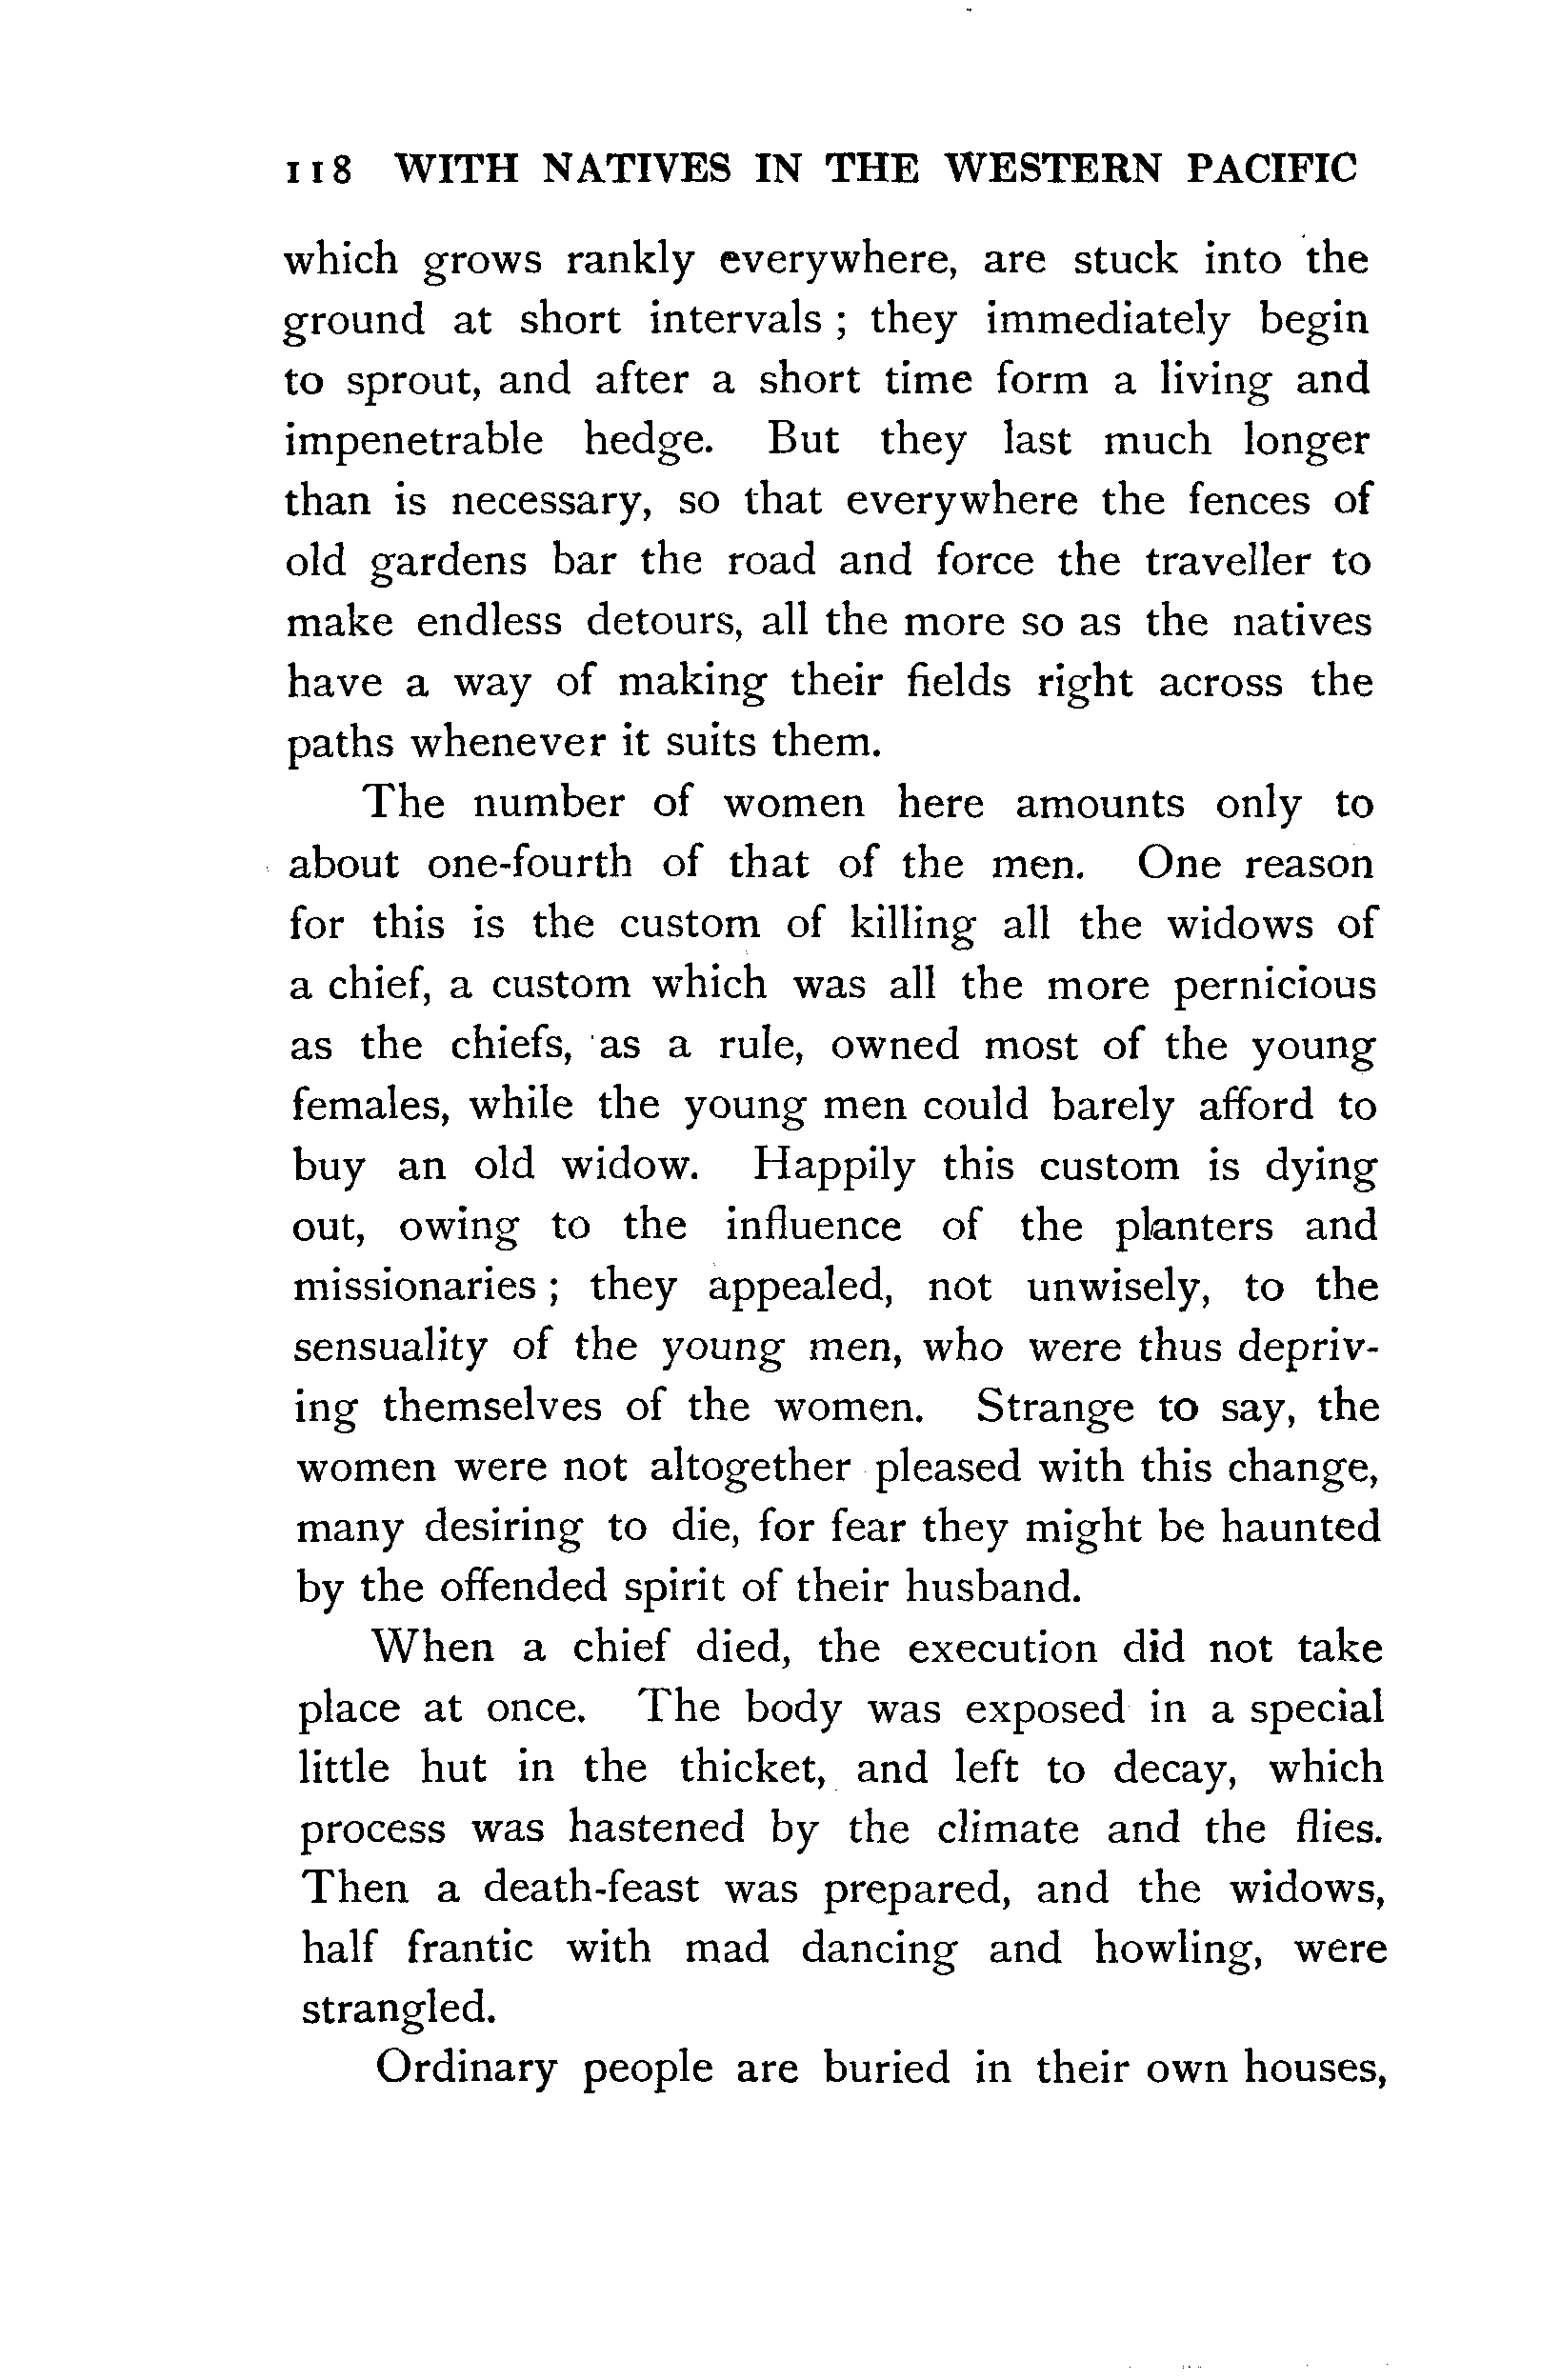 118 WITH NATIVES IN THE WESTERN PACIFIC
which grows rankly everywhere, are stuck into the
ground at short intervals ; they immediately begin
to sprout, and after a short time form a living and
impenetrable hedge. But they last much longer
than is necessary, so that everywhere the fences of
old gardens bar the road and force the traveller to
make endless detours, all the more so as the natives
have a way of making their fields right across the
paths whenever it suits them.
The number of women here amounts only to
about one-fourth of that of the men. One reason
for this is the custom of killing all the widows of
a chief, a custom which was all the more pernicious
as the chiefs, as a rule, owned most of the young
females, while the young men could barely afford to
buy an old widow. Happily this custom is dying
out, owing to the influence of the planters and
missionaries ; they appealed, not unwisely, to the
sensuality of the young men, who were thus depriv-
ing themselves of the women. Strange to say, the
women were not altogether pleased with this change,
many desiring to die, for fear they might be haunted
by the offended spirit of their husband.
When a chief died, the execution did not take
place at once. The body was exposed in a special
little hut in the thicket, and left to decay, which
process was hastened by the climate and the flies.
Then a death-feast was prepared, and the widows,
half frantic with mad dancing and howling, were
strangled.
Ordinary people are buried in their own houses,